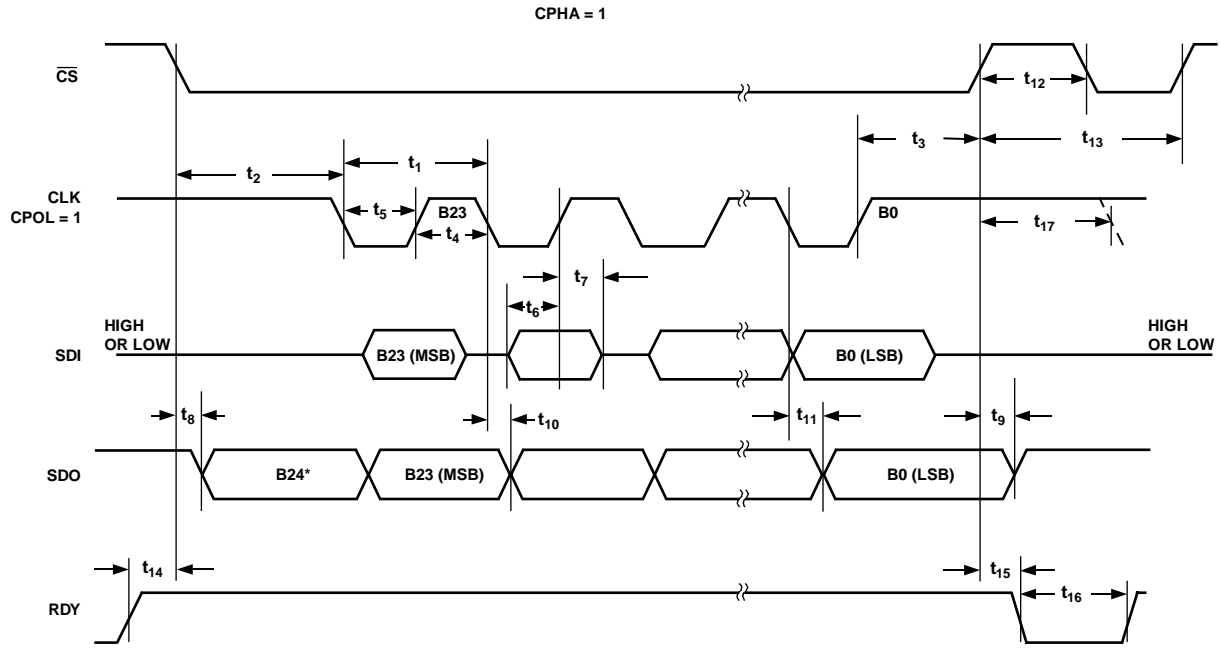 CPHA = 1
CS
t12
t3
t13
t1
t2
CLK
CPOL = 1
t5
B23
t4
B0
t17
t7
t6
HIGH
OR LOW
SDI
B23 (MSB)
B0 (LSB)
HIGH
OR LOW
t8
t10
t11
t9
SDO
B24*
B23 (MSB)
B0 (LSB)
t14
t15
t16
RDY